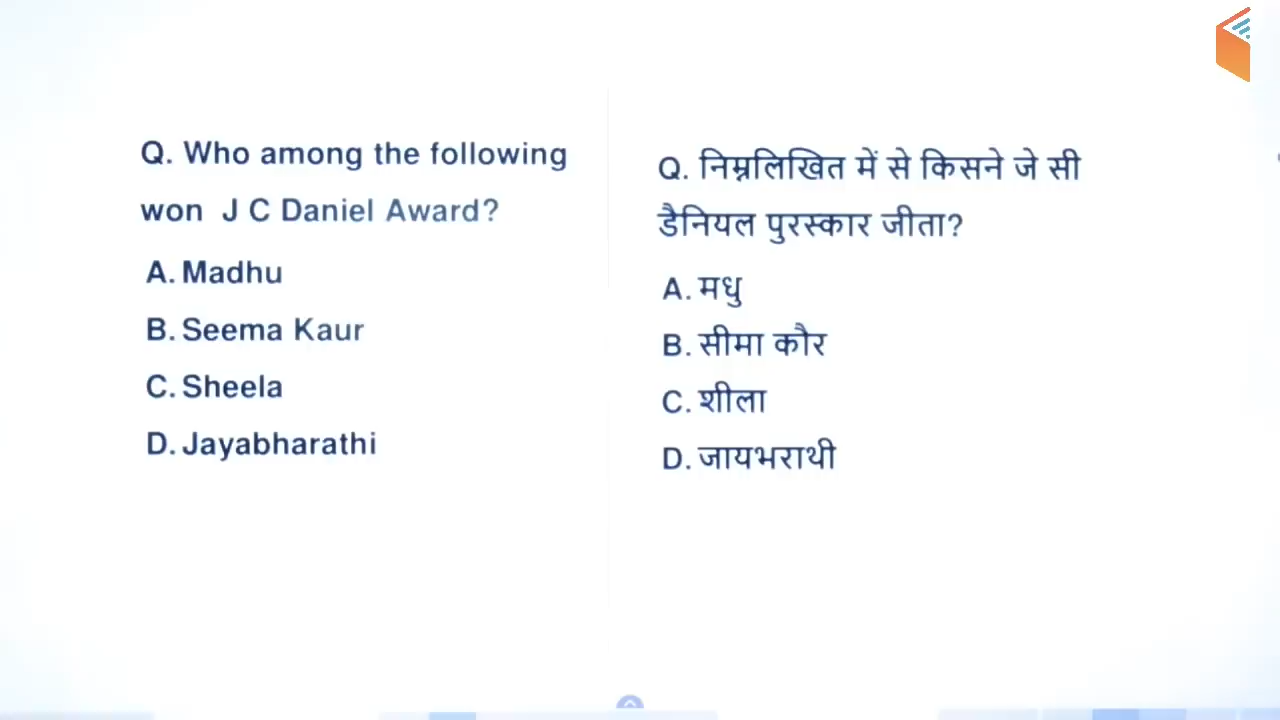 Q. Who among the following
won J C Daniel Award?
A. Madhu
B. Seema Kaur
C. Sheela
D. Jayabharathi
Q. निम्नलिखित में से किसने जे सी
डैनियल पुरस्कार जीता?
A. मधु
B. सीमा कौर
C. शीला
D. जायभराथी